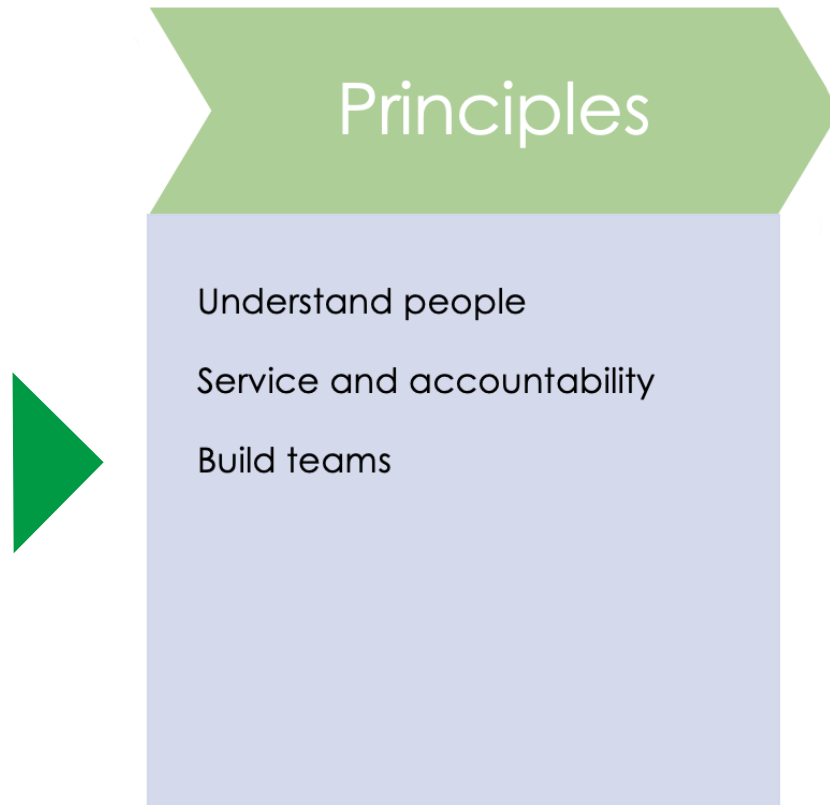 Principles
Understand people
Service and accountability
Build teams